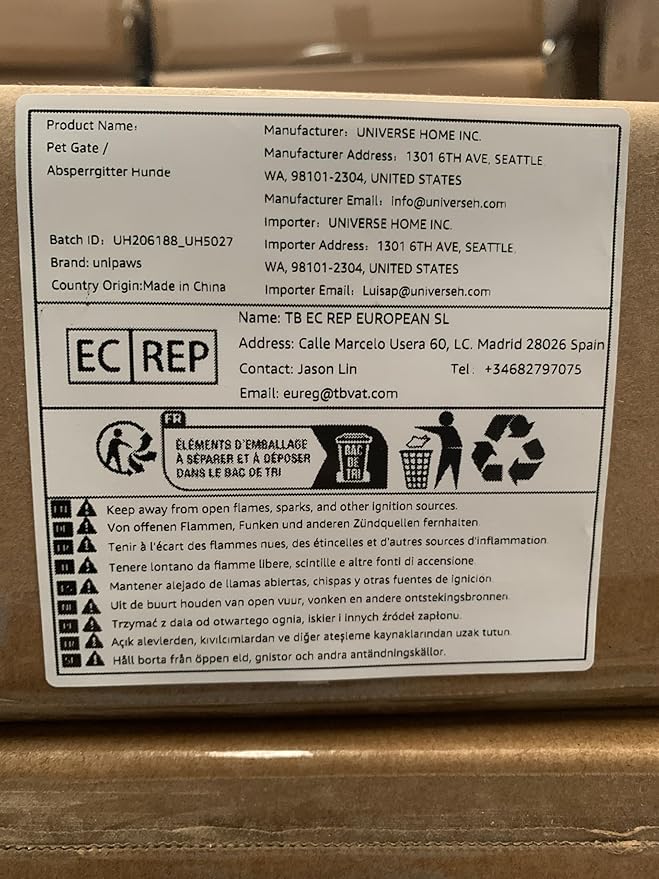 Product Name:
Pet Gate /
Absperrgitter Hunde
Batch ID: UH206188_UH5027
Brand: unipaws
Country Origin:Made in China
Manufacturer: UNIVERSE HOME INC.
Manufacturer Address: 1301 6TH AVE, SEATTLE
WA, 98101-2304, UNITED STATES
Manufacturer Email: info@universeh.com
Importer: UNIVERSE HOME INC.
Importer Address: 1301 6TH AVE, SEATTLE,
WA, 98101-2304, UNITED STATES
Importer Email: Luisap@universeh.com
EC REP
Name: TB EC REP EUROPEAN SL
Address: Calle Marcelo Usera 60, LC. Madrid 28026 Spain
Contact: Jason Lin Tel. +34682797075
Email: eureg@tbvat.com
FR
ÉLÉMENTS D'EMBALLAGE
À SÉPARER ET À DÉPOSER
DANS LE BAC DE TRI
BAC
DE
TRI
Keep away from open flames, sparks, and other ignition sources.
Von offenen Flammen, Funken und anderen Zündquellen fernhalten
Tenir à l'écart des flammes nues, des étincelles et d'autres sources d'inflammation
Tenere lontano da fiamme libere, scintille e altre fonti di accensione
Mantener alejado de llamas abiertas, chispas y otras fuentes de ignición
Uit de buurt houden van open vuur, vonken en andere ontstekingsbronnen
Trzymać z dala od otwartego ognia, iskier i innych źródeł zapłonu.
Açık alevlerden, kıvılcımlardan ve diğer ateşleme kaynaklarından uzak tutun
Håll borta från öppen eld, gnistor och andra antändningskällor.